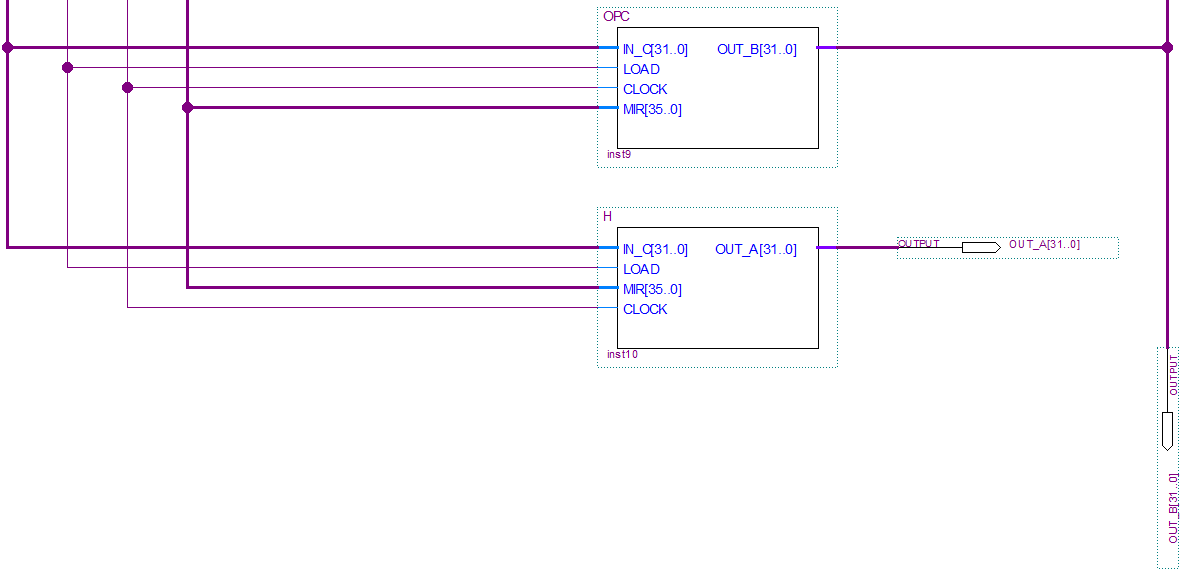 OPC
IN_C[31..0] OUT_B[31..0]
LOAD
CLOCK
MIR[35..0]
inst9
H
IN_C[31..0] OUT_A[31..0]
LOAD
MIR[35..0]
CLOCK
inst10
OUTPUT OUT_A[31..0]
OUTPUT
OUT_B[31..0]